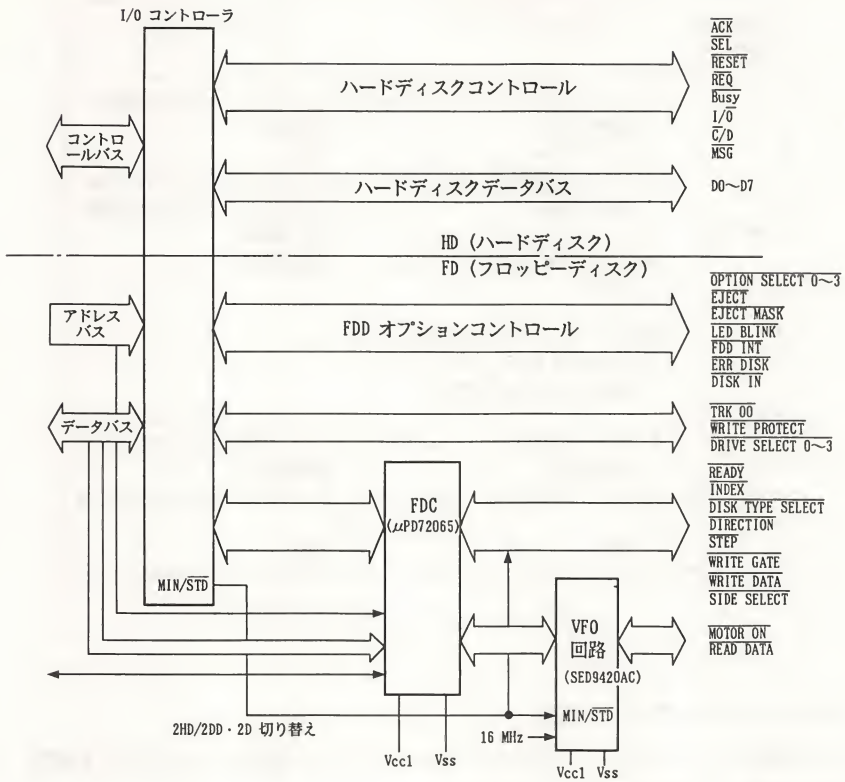 I/O コントローラ
ハードディスクコントロール
ACK
SEL
RESET
REQ
Busy
I/O
C/D
MSG
コントロ
ールバス
ハードディスクデータバス
D0～D7
HD (ハードディスク)
FD (フロッピーディスク)
アドレス
バス
FDD オプションコントロール
OPTION SELECT 0～3
EJECT
EJECT MASK
LED BLINK
FDD INT
ERR DISK
DISK IN
データバス
TRK 00
WRITE PROTECT
DRIVE SELECT 0～3
FDC
(μPD72065)
READY
INDEX
DISK TYPE SELECT
DIRECTION
STEP
WRITE GATE
WRITE DATA
SIDE SELECT
MIN/STD
VFO
回路
(SED9420AC)
MOTOR ON
READ DATA
2HD/2DD・2D 切り替え
MIN/STD
16 MHz
Vcc1 Vss
Vcc1 Vss